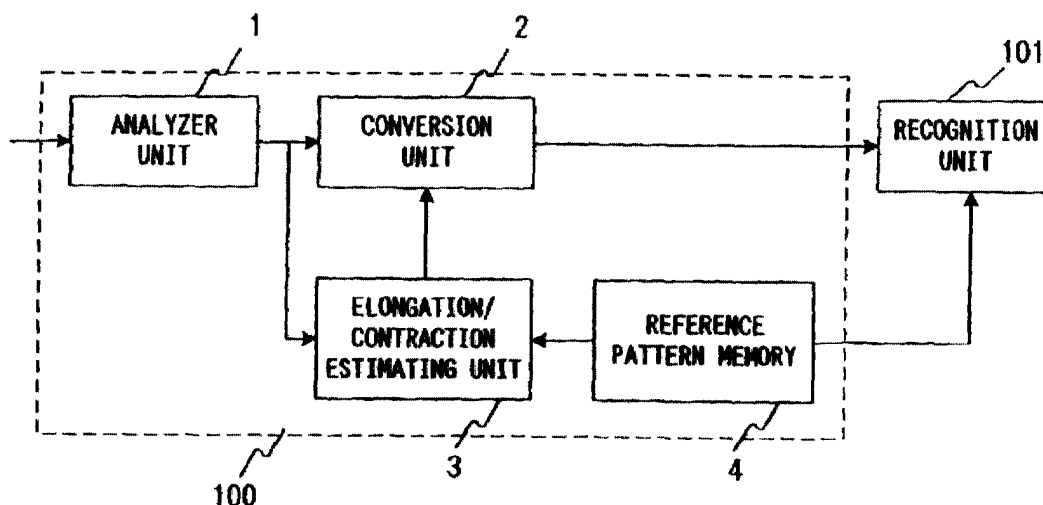 1
2
101
ANALYZER
UNIT
CONVERSION
UNIT
RECOGNITION
UNIT
ELONGATION/
CONTRACTION
ESTIMATING UNIT
REFERENCE
PATTERN MEMORY
3
4
100